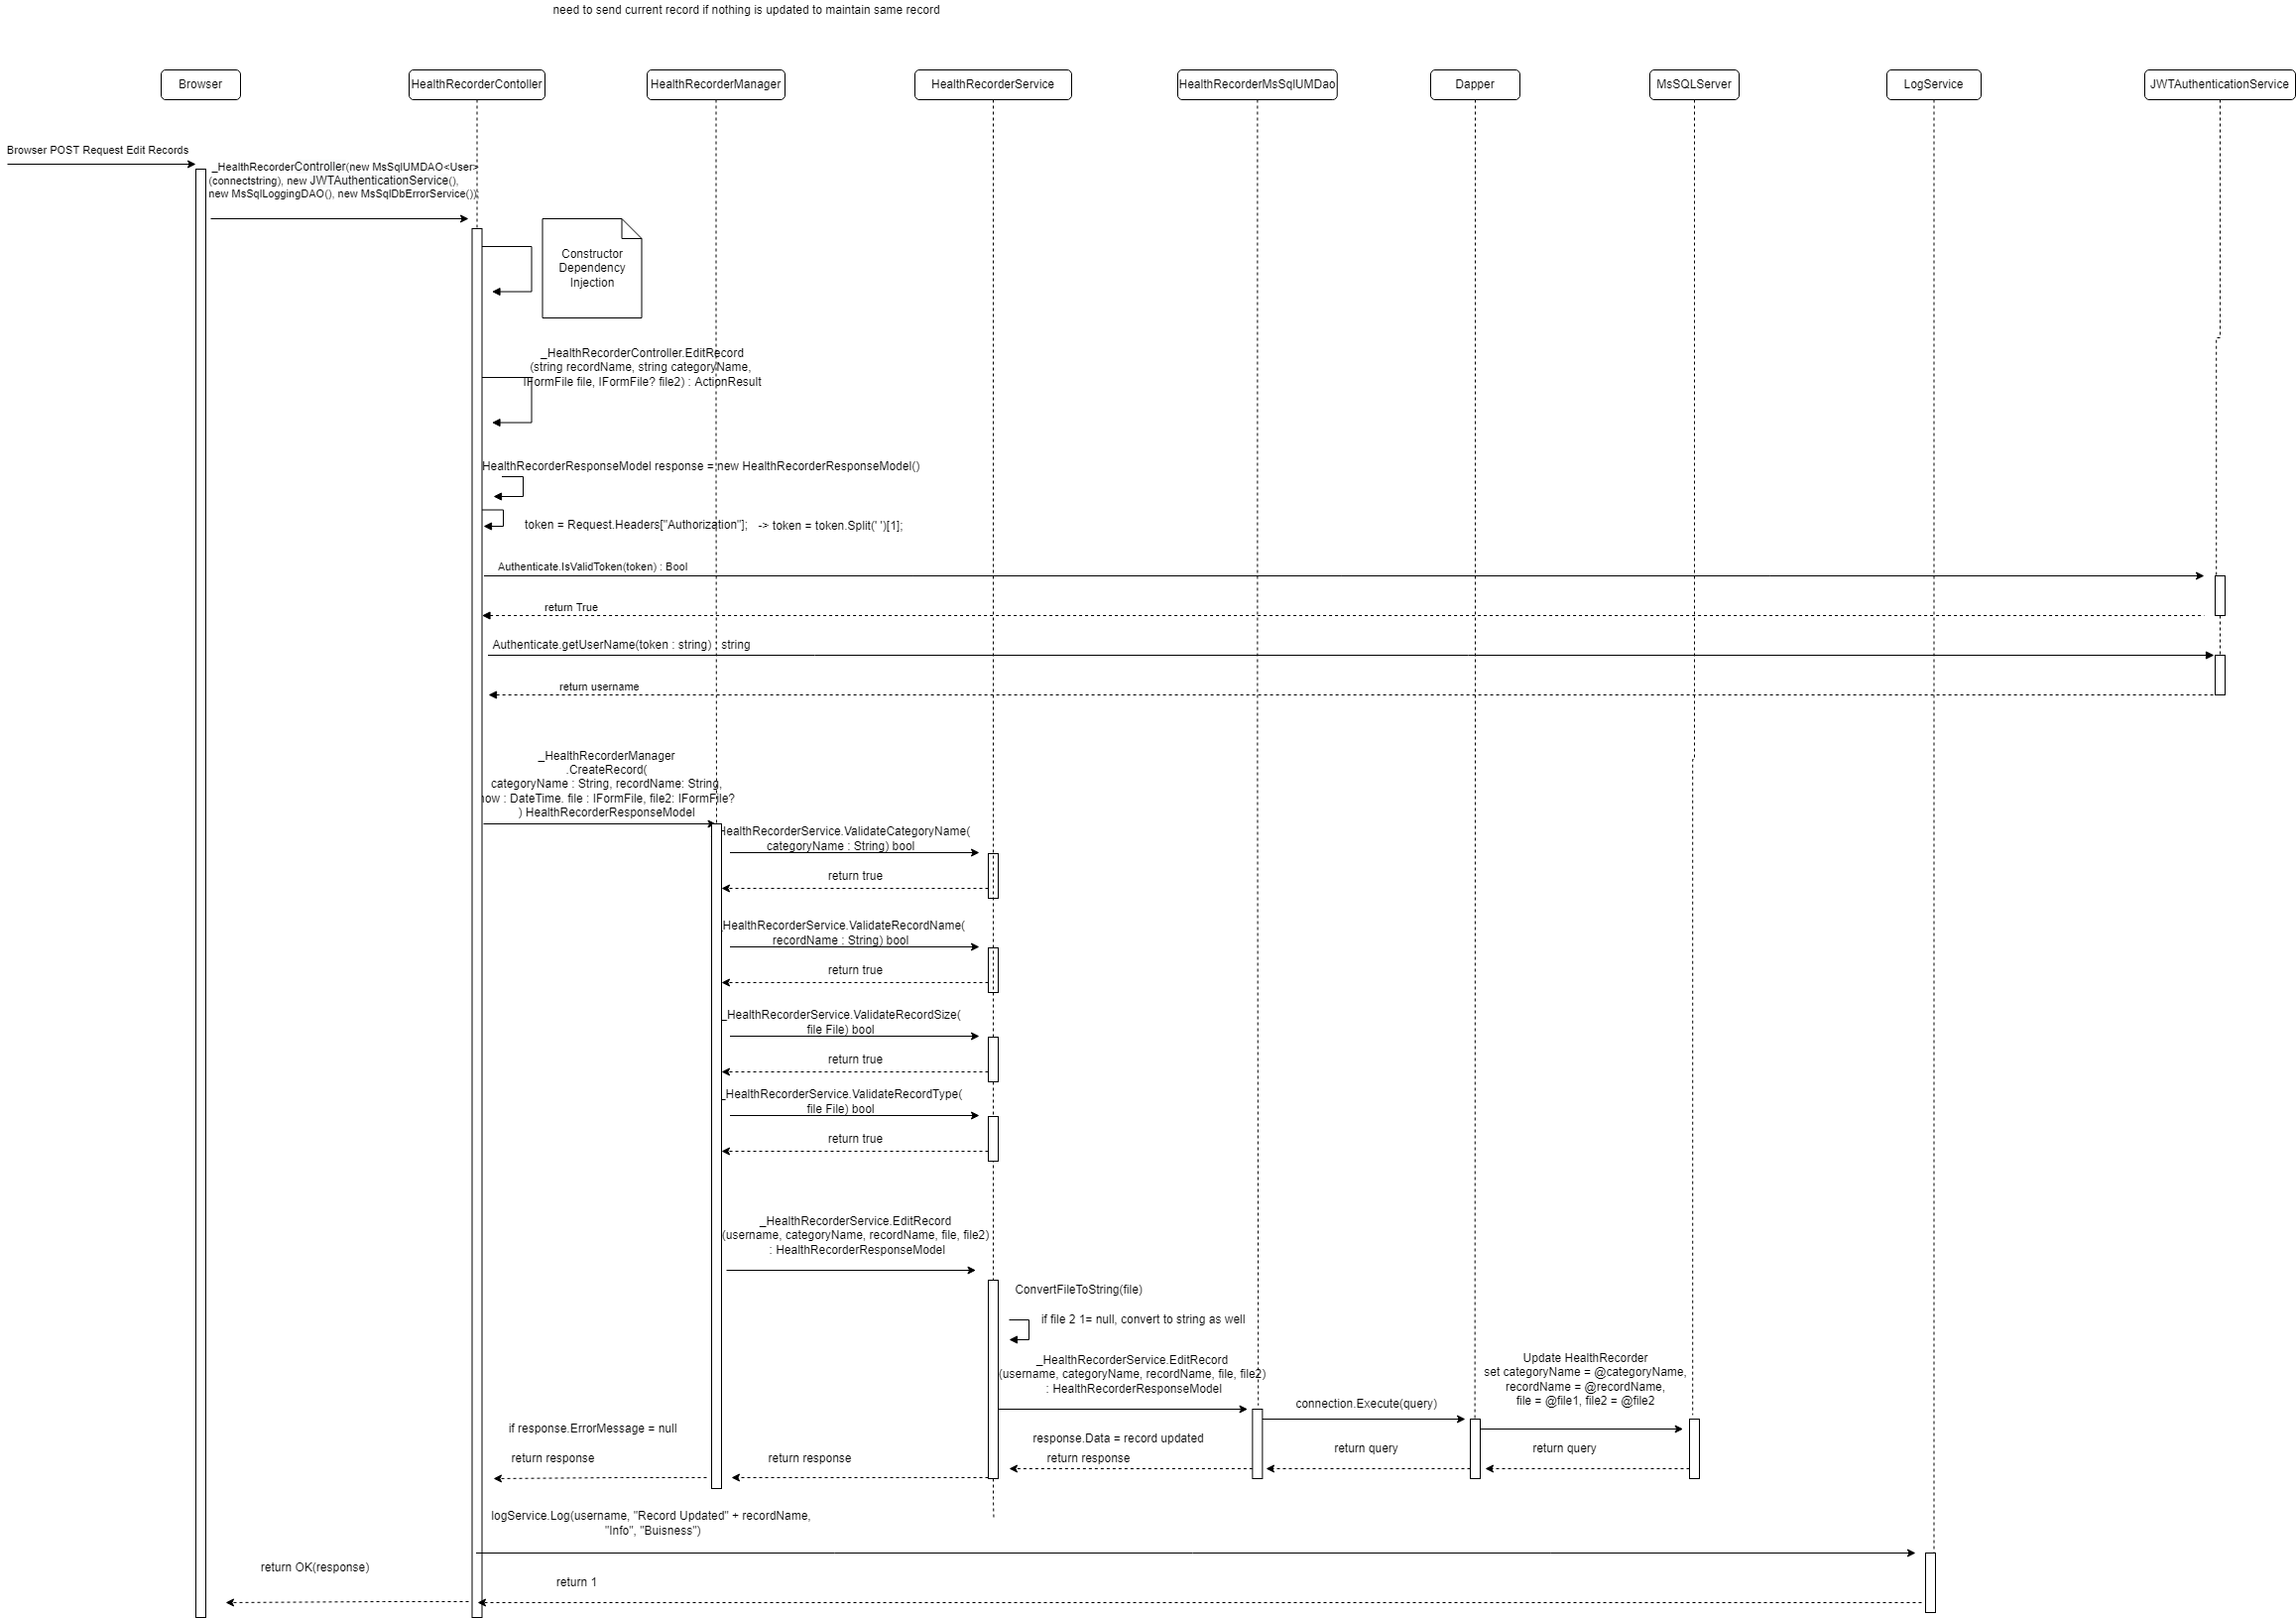 need to send current record if nothing is updated to maintain same record
Browser
HealthRecorderContoller
HealthRecorderManager
HealthRecorderService
HealthRecorderMsSqlUMDao
Dapper
MsSQLServer
LogService
JWTAuthenticationService
Browser POST Request Edit Records
_HealthRecorderController(new MsSqlUMDAO<User>
(connectstring), new JWTAuthenticationService(),
new MsSqlLoggingDAO(), new MsSqlDbErrorService())
Constructor
Dependency
Injection
_HealthRecorderController.EditRecord
(string recordName, string categoryName,
IFormFile file, IFormFile? file2) : ActionResult
HealthRecorderResponseModel response = new HealthRecorderResponseModel()
token = Request.Headers["Authorization"];   -> token = token.Split(' ')[1];
Authenticate.IsValidToken(token) : Bool
return True
Authenticate.getUserName(token : string) : string
return username
_HealthRecorderManager
.CreateRecord(
categoryName : String, recordName: String,
now : DateTime. file : IFormFile, file2: IFormFile?
) HealthRecorderResponseModel
HealthRecorderService.ValidateCategoryName(
categoryName : String) bool
return true
HealthRecorderService.ValidateRecordName(
recordName : String) bool
return true
_HealthRecorderService.ValidateRecordSize(
file File) bool
return true
_HealthRecorderService.ValidateRecordType(
file File) bool
return true
_HealthRecorderService.EditRecord
(username, categoryName, recordName, file, file2)
: HealthRecorderResponseModel
ConvertFileToString(file)
if file 2 1= null, convert to string as well
_HealthRecorderService.EditRecord
(username, categoryName, recordName, file, file2)
: HealthRecorderResponseModel
connection.Execute(query)
Update HealthRecorder
set categoryName = @categoryName,
recordName = @recordName,
file = @file1, file2 = @file2
if response.ErrorMessage = null
return response
return response
response.Data = record updated
return response
return query
return query
logService.Log(username, "Record Updated" + recordName,
"Info", "Buisness")
return OK(response)
return 1